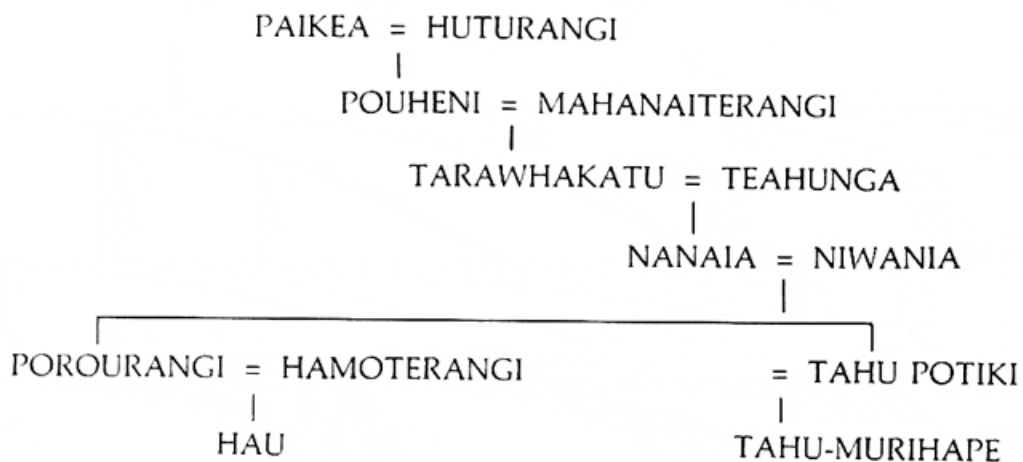 PAIKEA = HUTURANGI
POUHENI = MAHANAITERANGI
TARAWHAKATU = TEAHUNGA
NANAIA = NIWANIA
POROURANGI = HAMOTERANGI = TAHU POTIKI
HAU TAHU-MURIHAPE